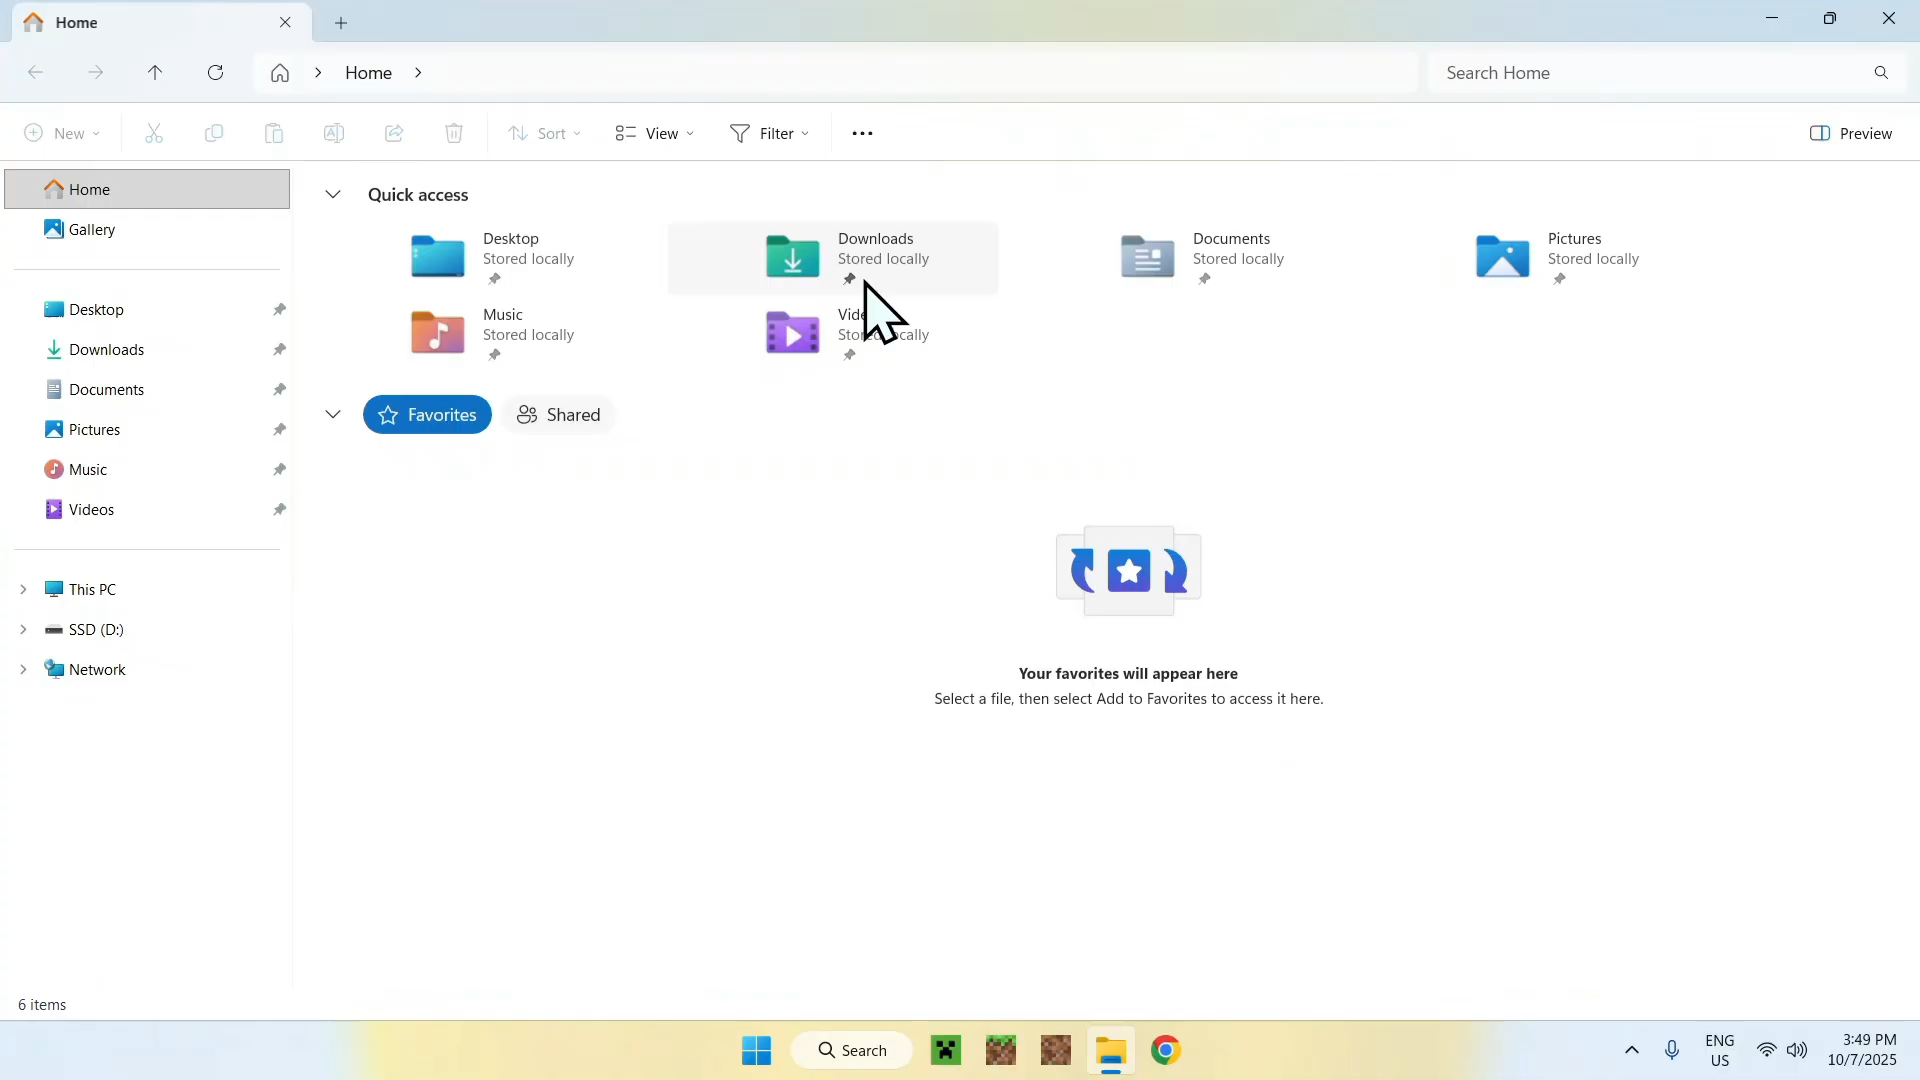 Home
Home
Search Home
New
Sort
View
Filter
Preview
Home
Gallery
Desktop
Downloads
Documents
Pictures
Music
Videos
This PC
SSD (D:)
Network
Quick access
Desktop
Stored locally
Downloads
Stored locally
Documents
Stored locally
Pictures
Stored locally
Music
Stored locally
Favorites
Shared
Your favorites will appear here
Select a file, then select Add to Favorites to access it here.
6 items
Search
ENG
US
3:49 PM
10/7/2025